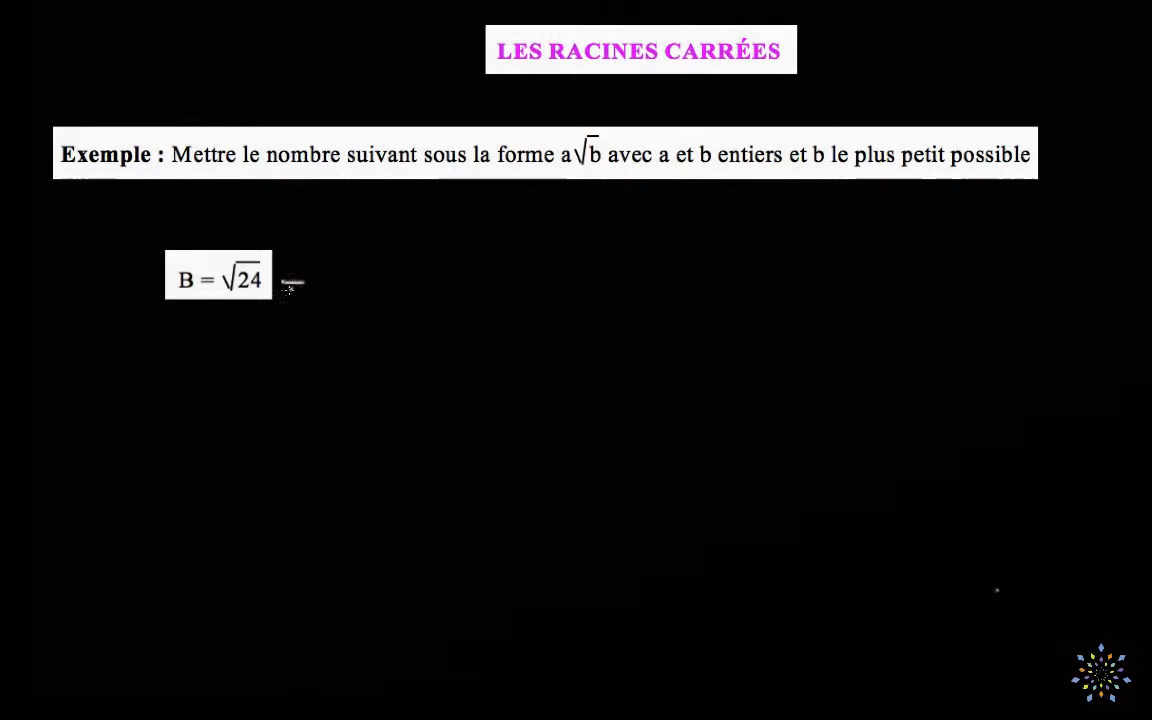 LES RACINES CARRÉES
Exemple : Mettre le nombre suivant sous la forme a√b avec a et b entiers et b le plus petit possible
B = √24